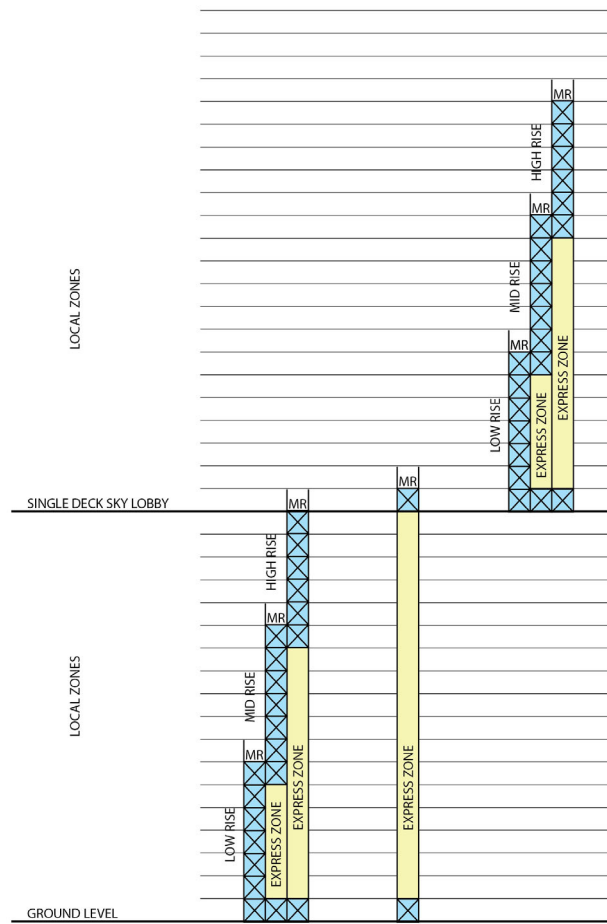 MR
HIGH RISE
MR
LOCAL ZONES
MID RISE
MR
EXPRESS ZONE
LOW RISE
EXPRESS ZONE
MR
SINGLE DECK SKY LOBBY
MR
HIGH RISE
MR
LOCAL ZONES
MID RISE
MR
EXPRESS ZONE
EXPRESS ZONE
LOW RISE
EXPRESS ZONE
GROUND LEVEL